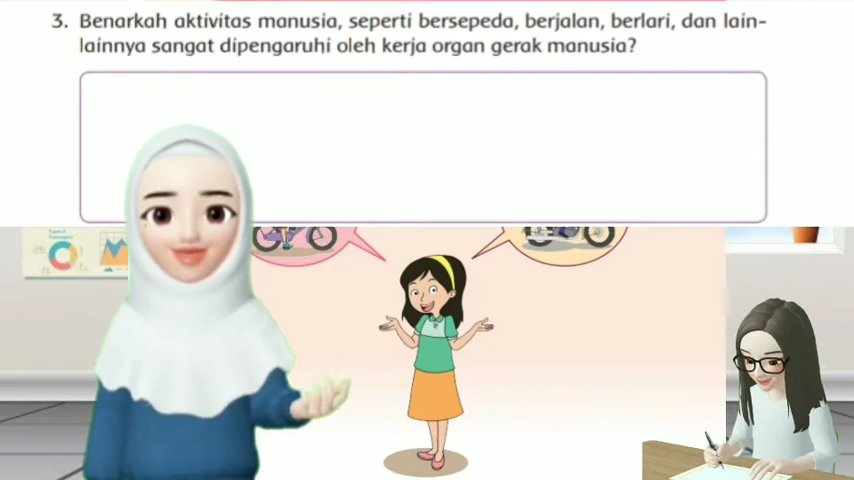 3. Benarkah aktivitas manusia, seperti bersepeda, berjalan, berlari, dan lain-
lainnya sangat dipengaruhi oleh kerja organ gerak manusia?